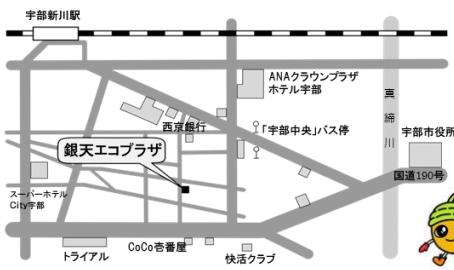 宇部新川駅
ANAクラウンプラザ
ホテル宇部
真締川
西京銀行
「宇部中央」バス停
宇部市役所
銀天エコプラザ
国道190号
スーパーホテル
City宇部
トライアル
CoCo壱番屋
快活クラブ